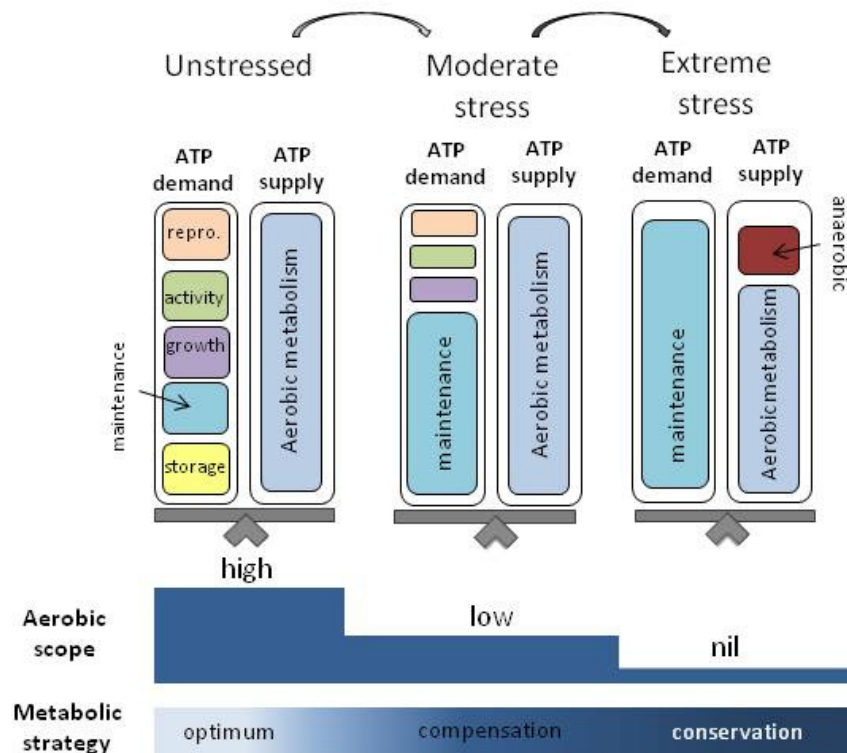 Unstressed
Moderate
stress
Extreme
stress
ATP
demand
ATP
supply
ATP
demand
ATP
supply
ATP
demand
ATP
supply
repro.
activity
growth
maintenance
storage
Aerobic metabolism
maintenance
Aerobic metabolism
maintenance
anaerobic
Aerobic metabolism
high
low
nil
Aerobic
scope
Metabolic
strategy
optimum
compensation
conservation